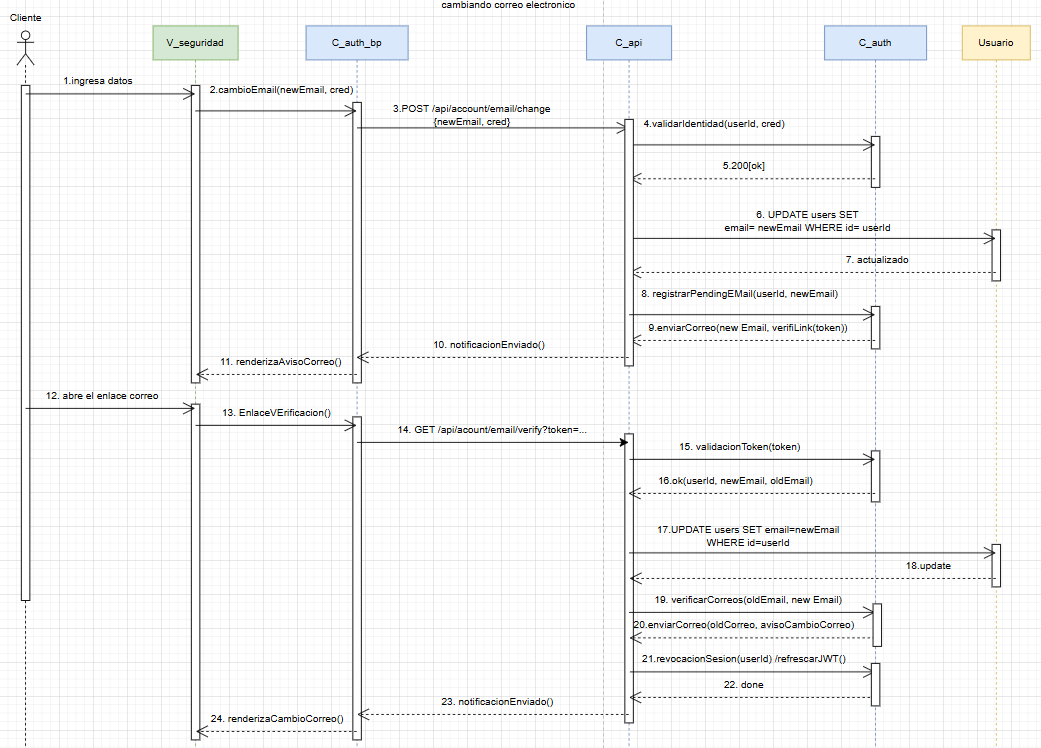 cambiando correo electronico
Cliente
V_seguridad
C_auth_bp
C_api
C_auth
Usuario
1.ingresa datos
2.cambioEmail(newEmail, cred)
3.POST /api/account/email/change
{newEmail, cred}
4.validarIdentidad(userId, cred)
5.200[ok]
6. UPDATE users SET
email= newEmail WHERE id= userId
7. actualizado
8. registrarPendingEMail(userId, newEmail)
9.enviarCorreo(new Email, verifiLink(token))
10. notificacionEnviado()
11. renderizaAvisoCorreo()
12. abre el enlace correo
13. EnlaceVErificacion()
14. GET /api/acount/email/verify?token=...
15. validacionToken(token)
16.ok(userId, newEmail, oldEmail)
17.UPDATE users SET email=newEmail
WHERE id=userId
18.update
19. verificarCorreos(oldEmail, new Email)
20.enviarCorreo(oldCorreo, avisoCambioCorreo)
21.revocacionSesion(userId) /refrescarJWT()
22. done
23. notificacionEnviado()
24. renderizaCambioCorreo()